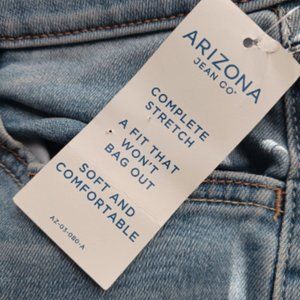 ARIZONA
JEAN CO®
COMPLETE
STRETCH
A FIT THAT
WON'T
BAG OUT
SOFT AND
COMFORTABLE
AZ-03-080-A